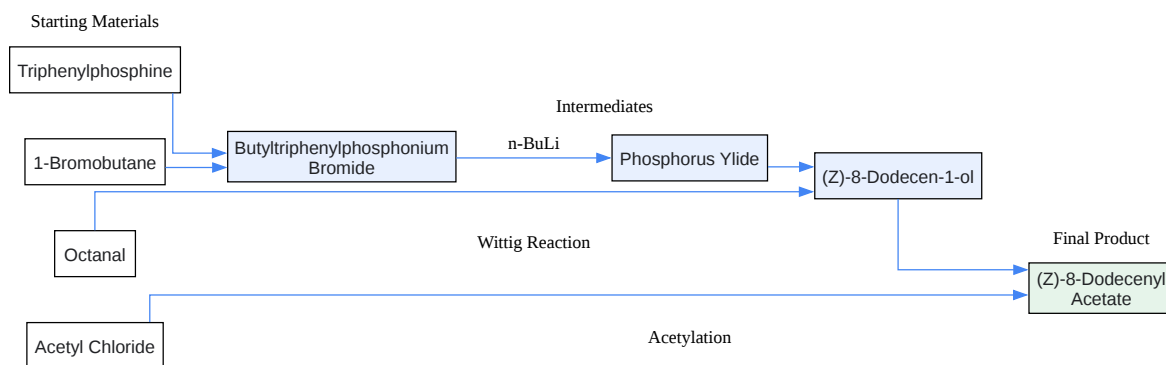 Starting Materials
Triphenylphosphine
Intermediates
1-Bromobutane
Butyltriphenylphosphonium
Bromide
n-BuLi
Phosphorus Ylide
(Z)-8-Dodecen-1-ol
Octanal
Wittig Reaction
Final Product
(Z)-8-Dodecenyl
Acetate
Acetyl Chloride
Acetylation